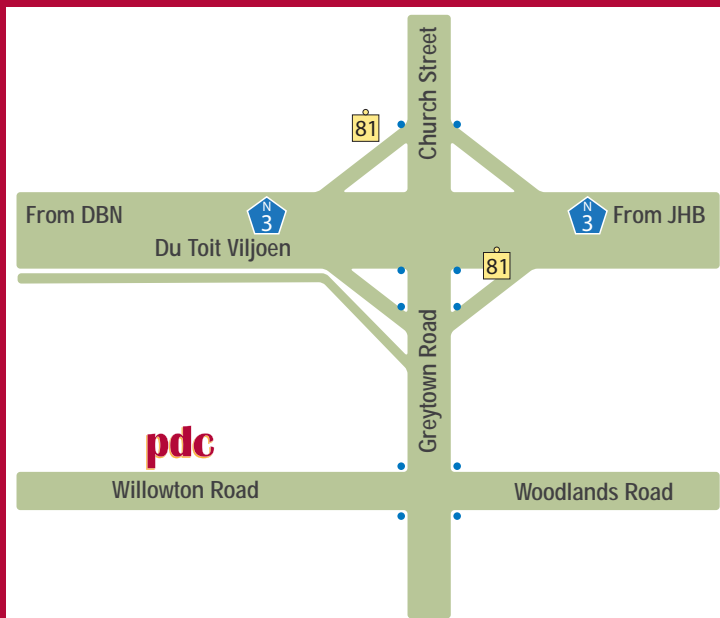 Church Street
81
From DBN
N
3
N
3
From JHB
Du Toit Viljoen
81
Greytown Road
pdc
Willowton Road
Woodlands Road